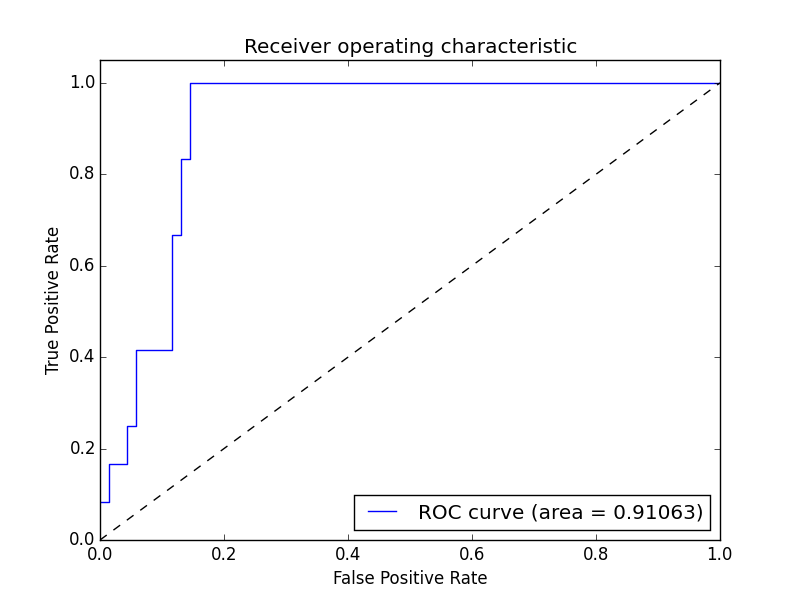 Receiver operating characteristic
1.0
0.8
0.6
0.4
0.2
0.0
True Positive Rate
ROC curve (area = 0.91063)
0.0 0.2 0.4 0.6 0.8 1.0
False Positive Rate